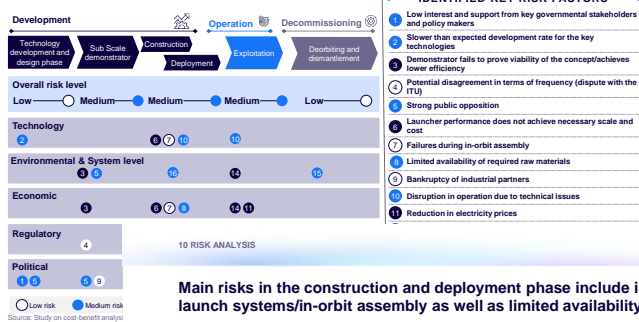 Development
Operation
Decommissioning
Technology
development and
design phase
Sub Scale
demonstrator
Construction
Deployment
Exploitation
Deorbiting and
dismantlement
Overall risk level
Low Medium Medium Medium Low
Technology
2 6 7 10 10
Environmental & System level
3 5 16 14 15
Economic
3 6 7 8 14 11
Regulatory
4
Political
1 5 5 9
Low risk Medium risk
Source: Study on cost-benefit analysi
IDENTIFIED KEY RISK FACTORS
1 Low interest and support from key governmental stakeholders
and policy makers
2 Slower than expected development rate for the key
technologies
3 Demonstrator fails to prove viability of the concept/achieves
lower efficiency
4 Potential disagreement in terms of frequency (dispute with the
ITU)
5 Strong public opposition
6 Launcher performance does not achieve necessary scale and
cost
7 Failures during in-orbit assembly
8 Limited availability of required raw materials
9 Bankruptcy of industrial partners
10 Disruption in operation due to technical issues
11 Reduction in electricity prices
10 RISK ANALYSIS
Main risks in the construction and deployment phase include
launch systems/in-orbit assembly as well as limited availability